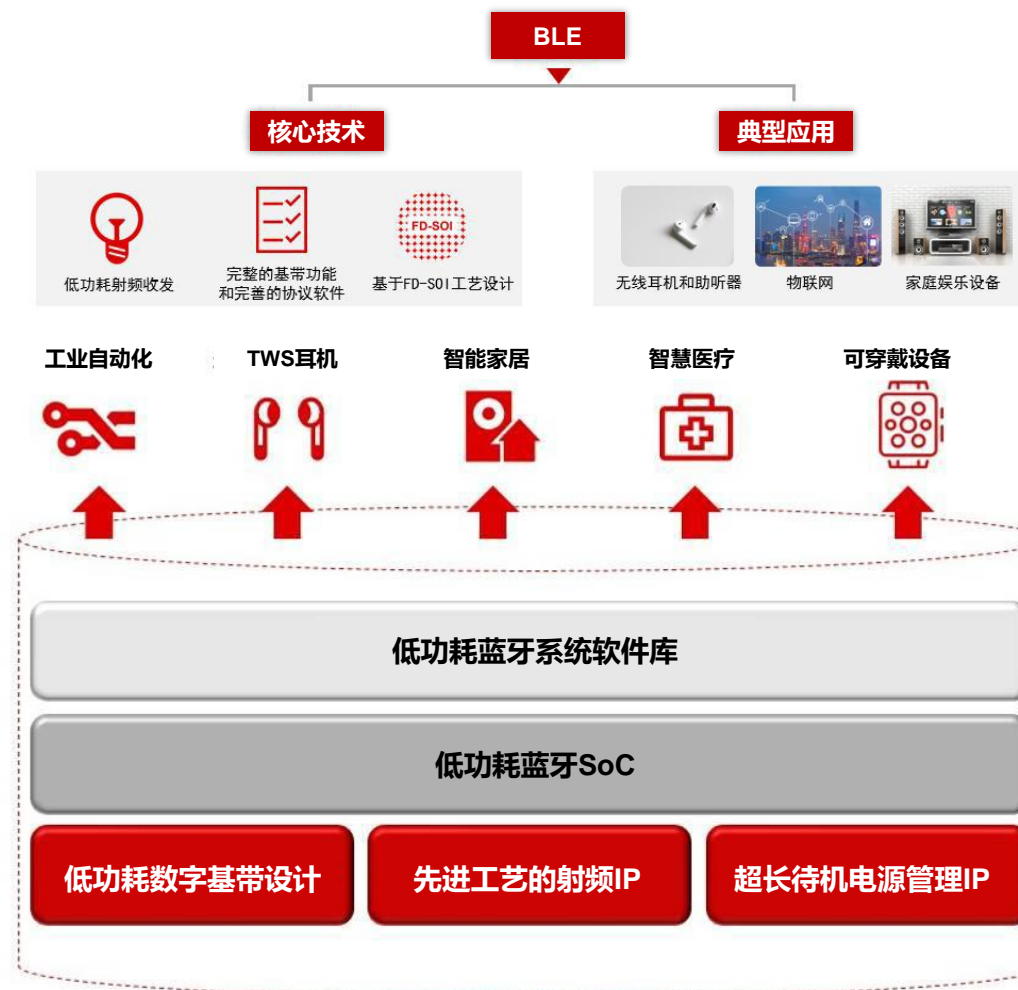 BLE
核心技术
典型应用
FD-SOI
低功耗射频收发
完整的基带功能
和完善的协议软件
基于FD-SOI工艺设计
无线耳机和助听器
物联网
家庭娱乐设备
工业自动化
TWS耳机
智能家居
智慧医疗
可穿戴设备
低功耗蓝牙系统软件库
低功耗蓝牙SoC
低功耗数字基带设计
先进工艺的射频IP
超长待机电源管理IP